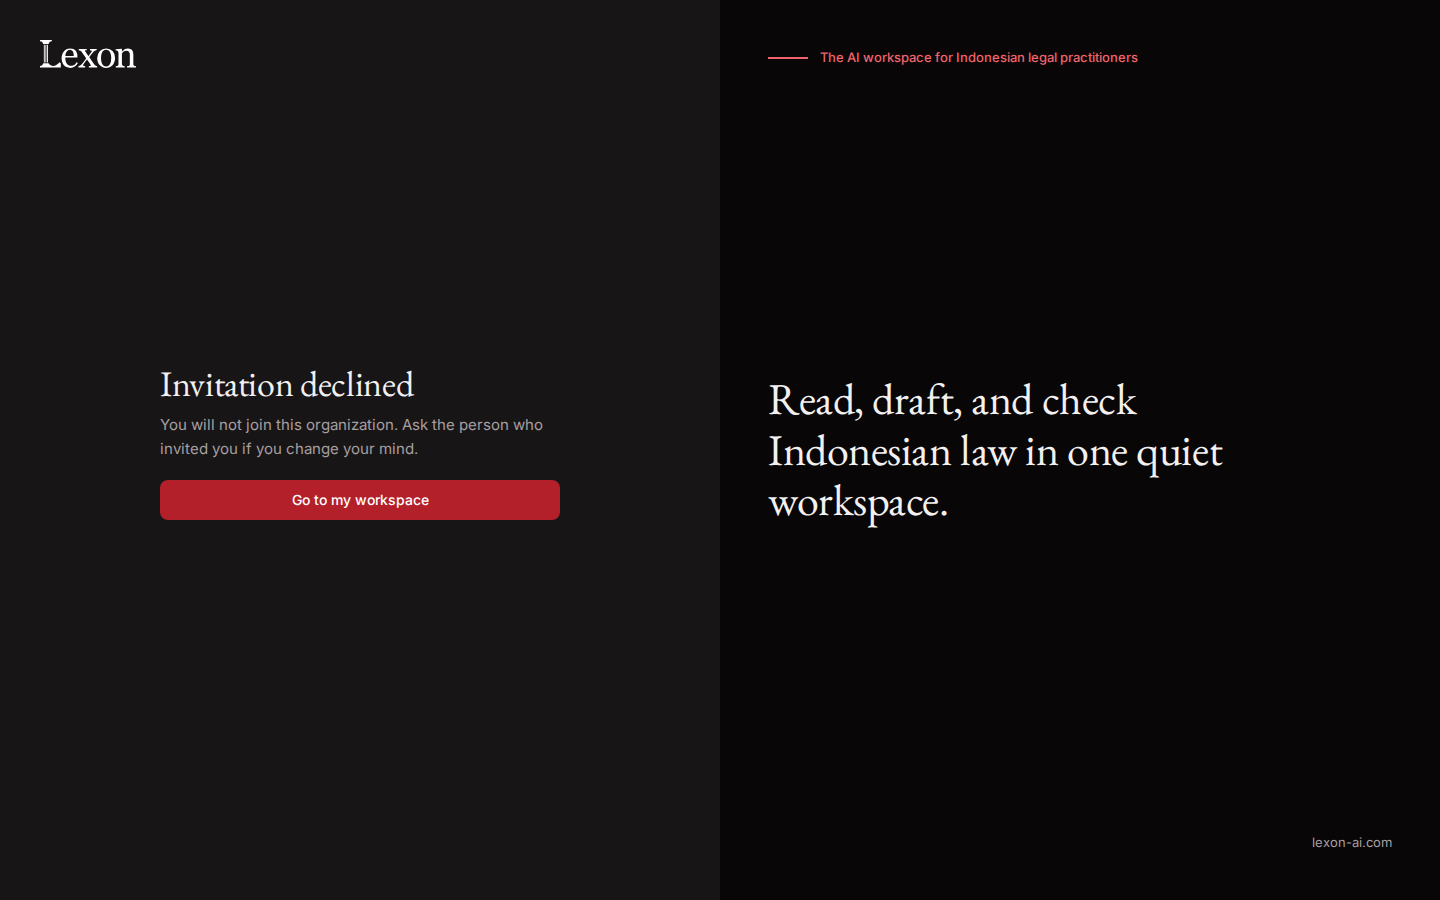 Lexon
Invitation declined
You will not join this organization. Ask the person who
invited you if you change your mind.
Go to my workspace
The AI workspace for Indonesian legal practitioners
Read, draft, and check
Indonesian law in one quiet
workspace.
lexon-ai.com